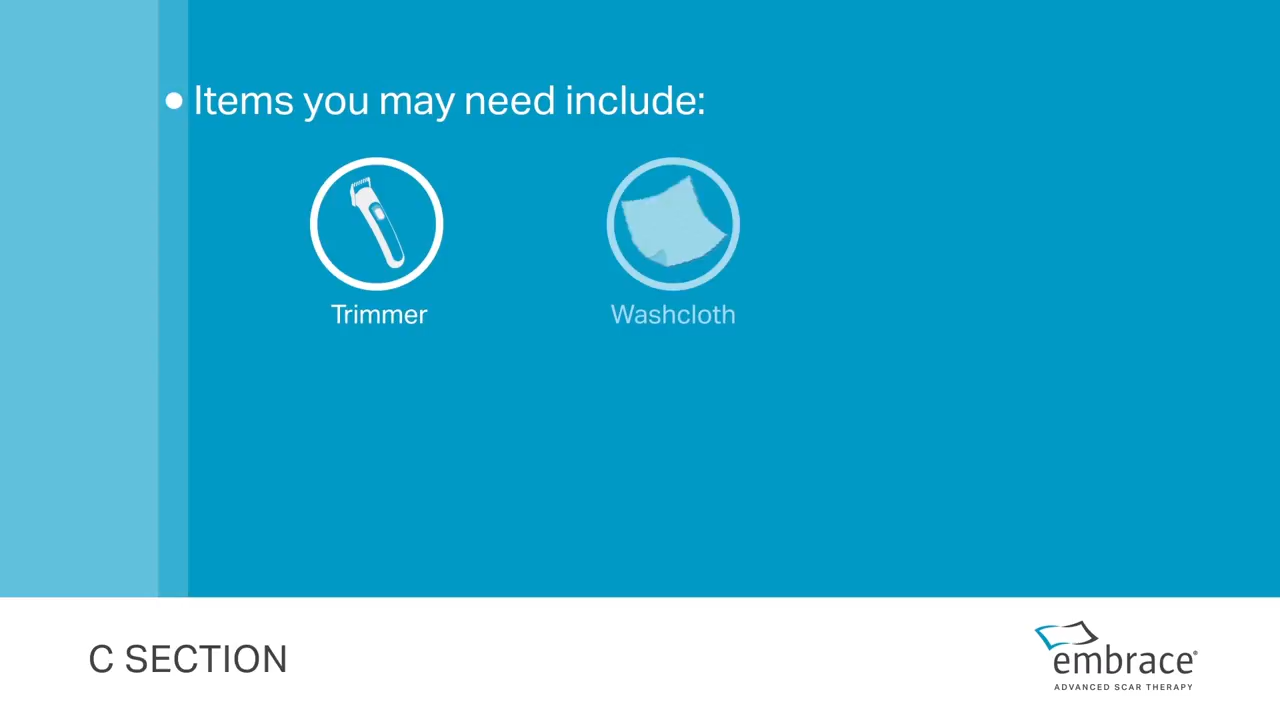 • Items you may need include:
Trimmer
Washcloth
C SECTION
embrace®
ADVANCED SCAR THERAPY